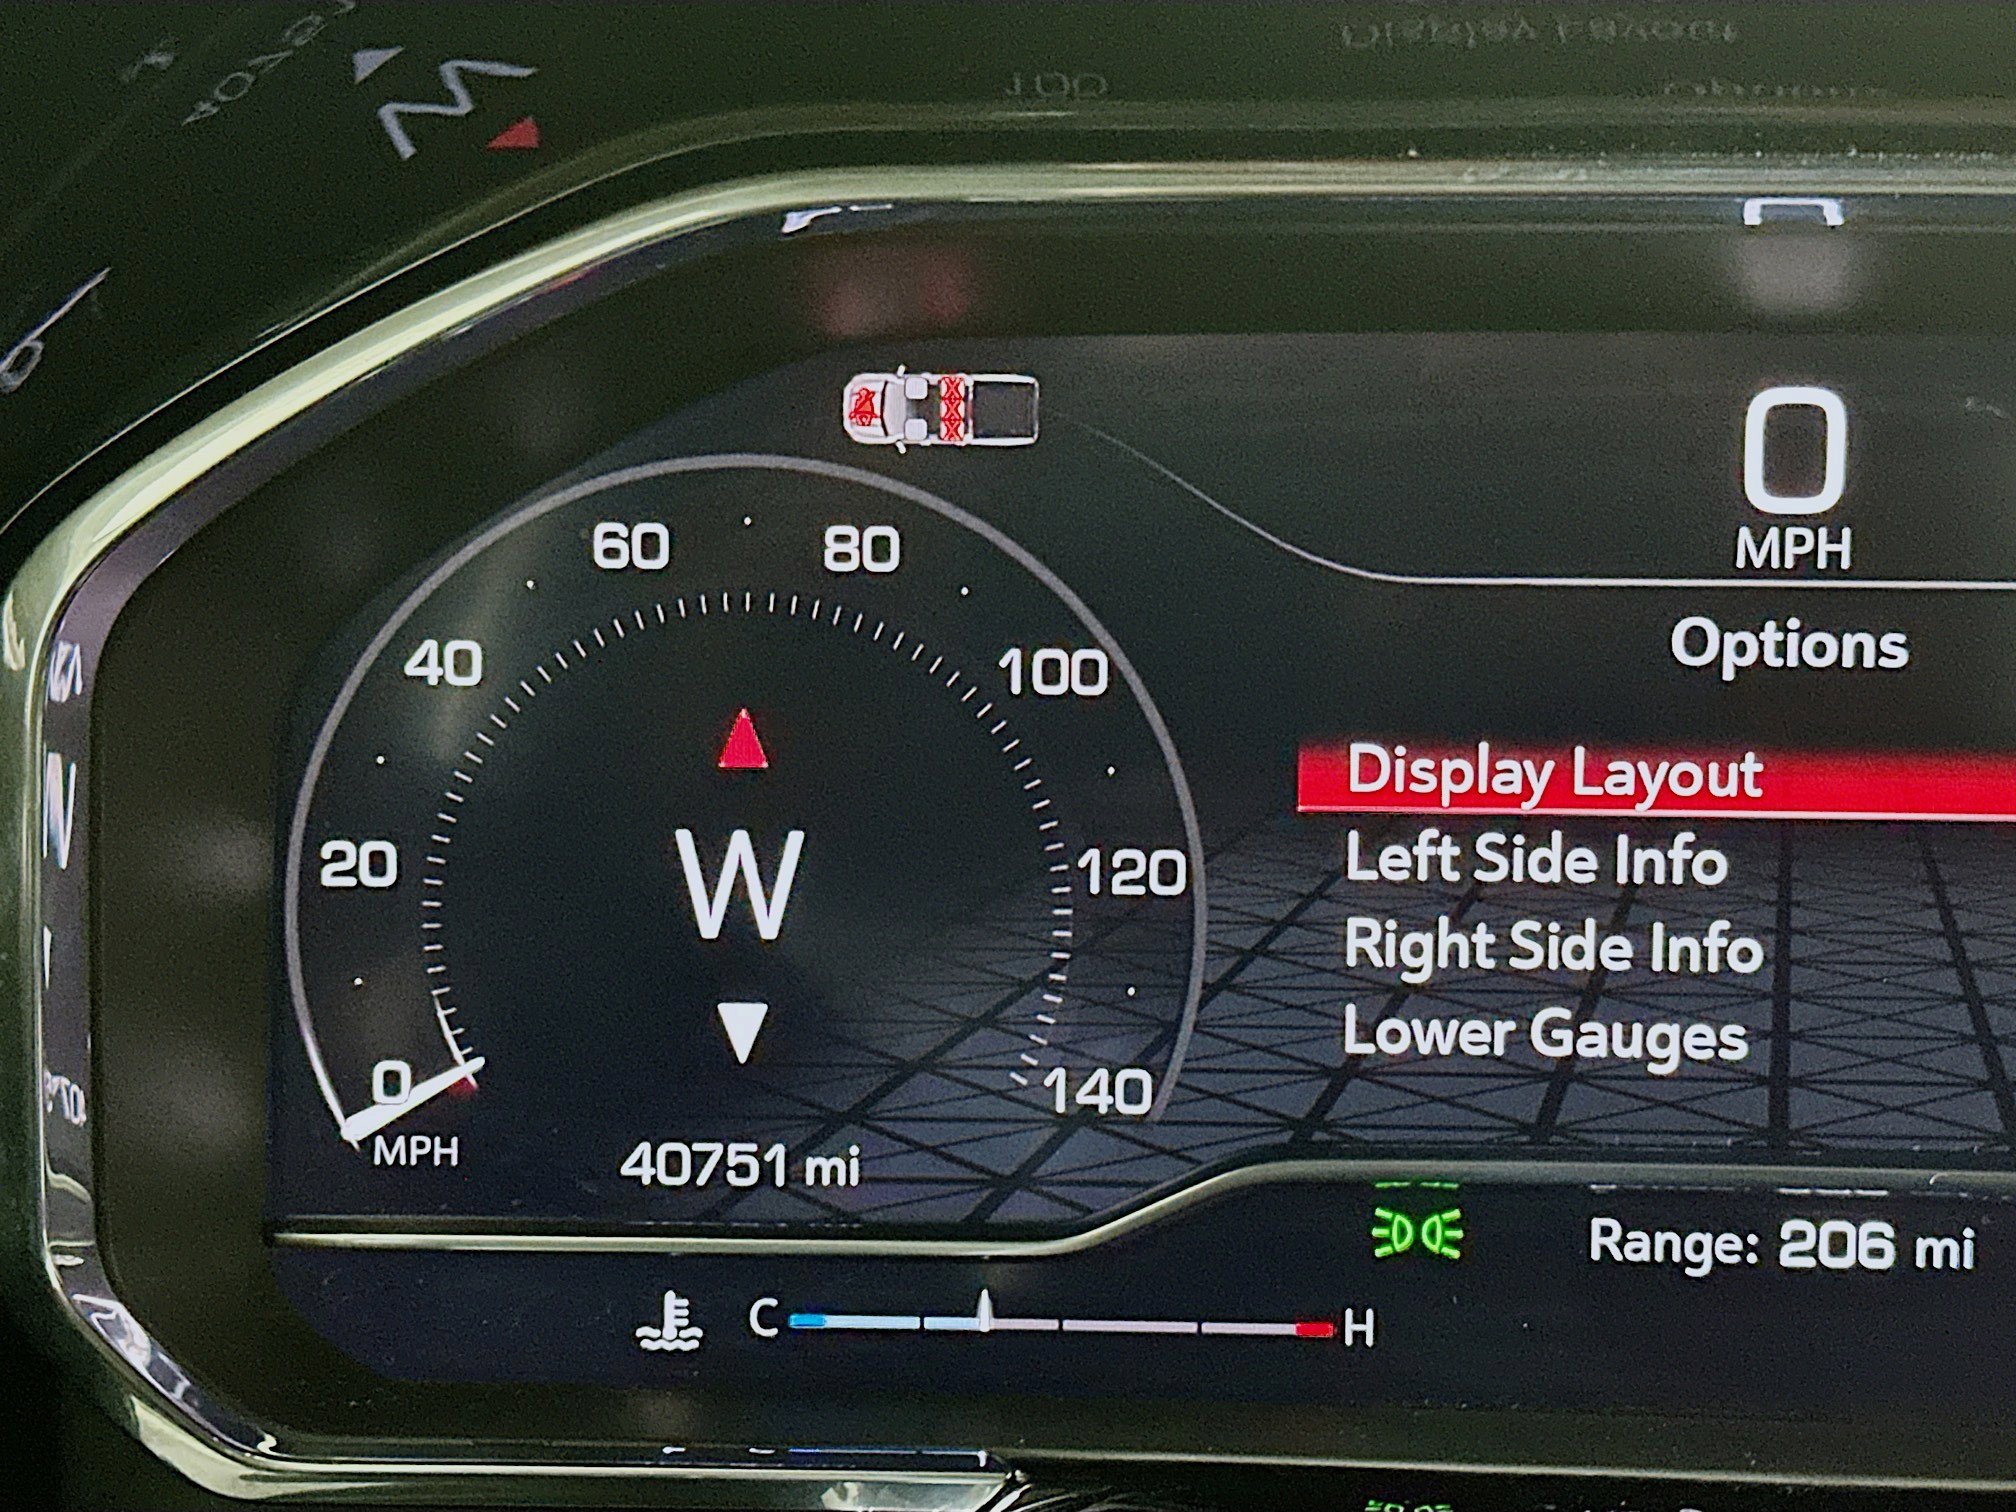 0
MPH
60 80
40 100
20 120
W
0 140
MPH
40751 mi
Options
Display Layout
Left Side Info
Right Side Info
Lower Gauges
Range: 206 mi
C H